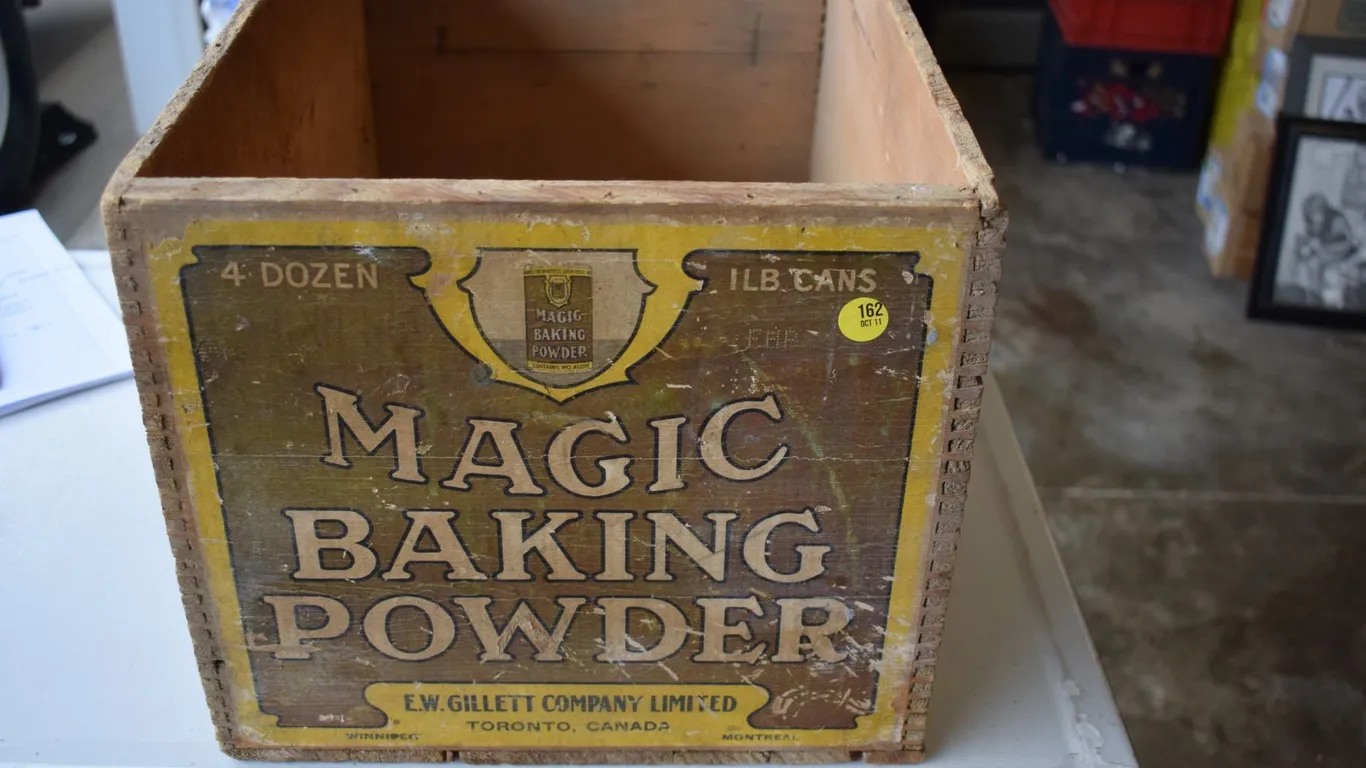 4 DOZEN
1LB. CANS
MAGIC
BAKING
POWDER
CONTAINS NO ALUM
162
OCT 11
MAGIC
BAKING
POWDER
E.W. GILLETT COMPANY LIMITED
TORONTO, CANADA
WINNIPEG
MONTREAL